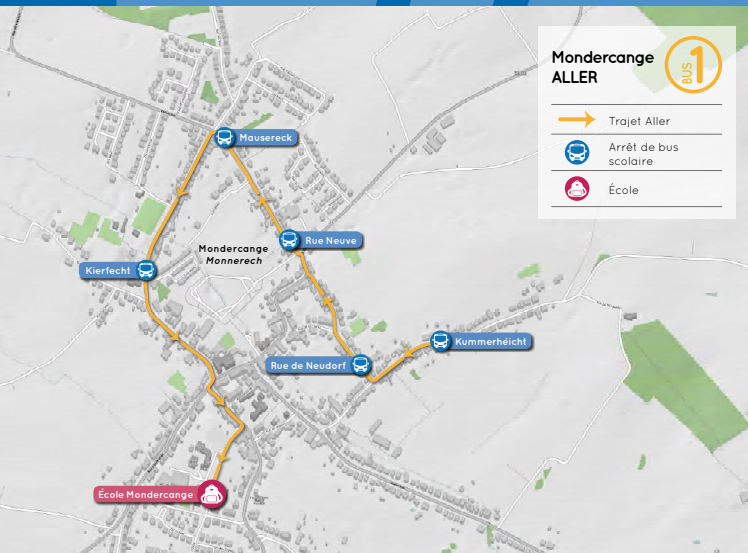 Mondercange
ALLER
BUS 1
Trajet Aller
Arrêt de bus
scolaire
École
Mausereck
Rue Neuve
Mondercange
Monnerech
Kierfecht
Kummerhéicht
Rue de Neudorf
École Mondercange